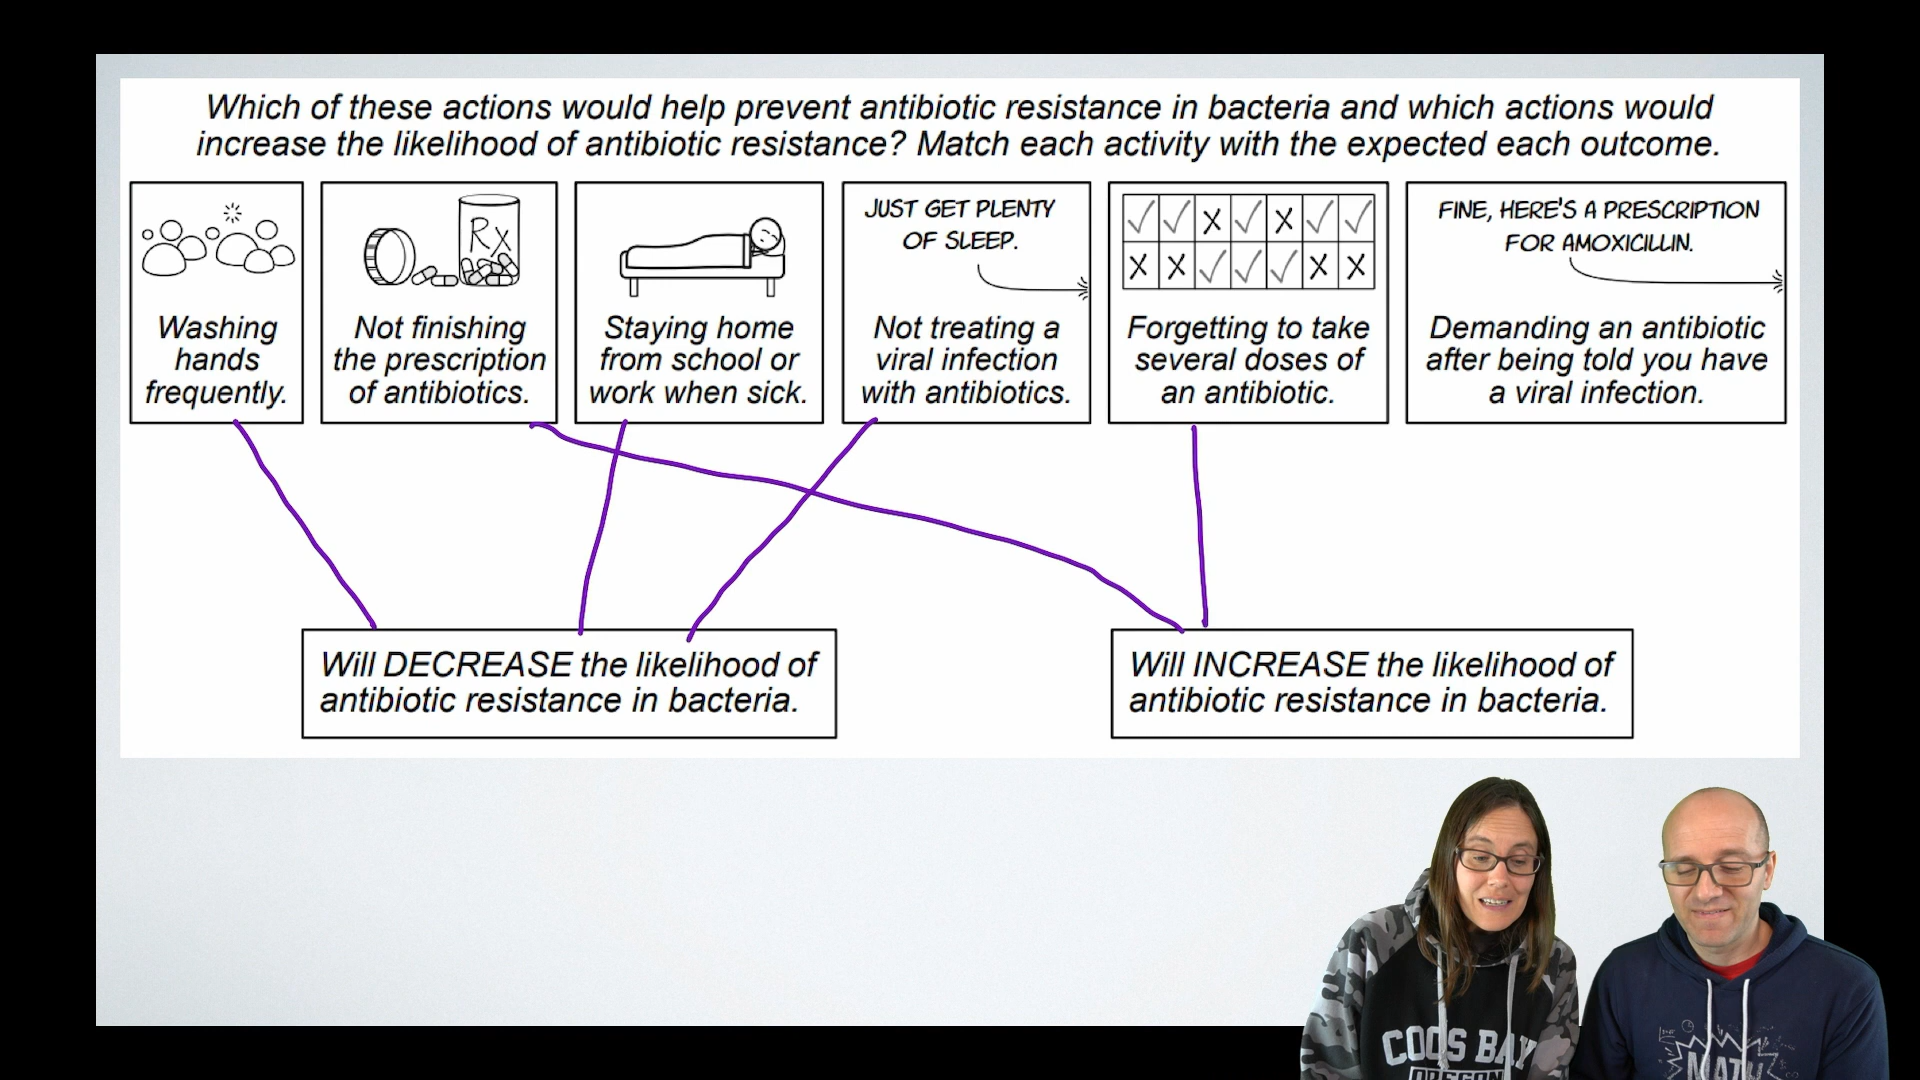 Which of these actions would help prevent antibiotic resistance in bacteria and which actions would
increase the likelihood of antibiotic resistance? Match each activity with the expected each outcome.
Washing
hands
frequently.
Rx
Not finishing
the prescription
of antibiotics.
Staying home
from school or
work when sick.
JUST GET PLENTY
OF SLEEP.
Not treating a
viral infection
with antibiotics.
Forgetting to take
several doses of
an antibiotic.
FINE, HERE'S A PRESCRIPTION
FOR AMOXICILLIN.
Demanding an antibiotic
after being told you have
a viral infection.
Will DECREASE the likelihood of
antibiotic resistance in bacteria.
Will INCREASE the likelihood of
antibiotic resistance in bacteria.
COOS BAY
OREGON
MATH